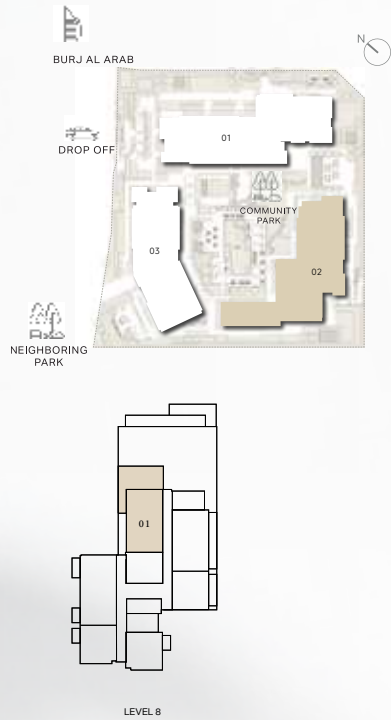 N
BURJ AL ARAB
DROP OFF
01
COMMUNITY
PARK
03
02
NEIGHBORING
PARK
01
LEVEL 8